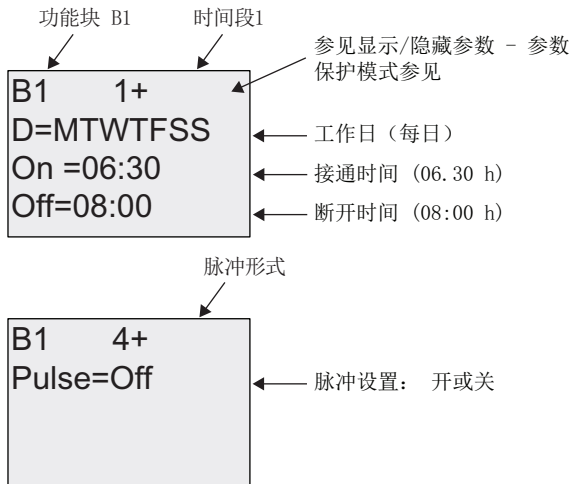 功能块 B1
时间段1
参见显示/隐藏参数 - 参数
保护模式参见
B1 1+
D=MTWTFSS
工作日（每日）
On =06:30
接通时间 (06.30 h)
Off=08:00
断开时间 (08:00 h)
脉冲形式
B1 4+
Pulse=Off
脉冲设置： 开或关